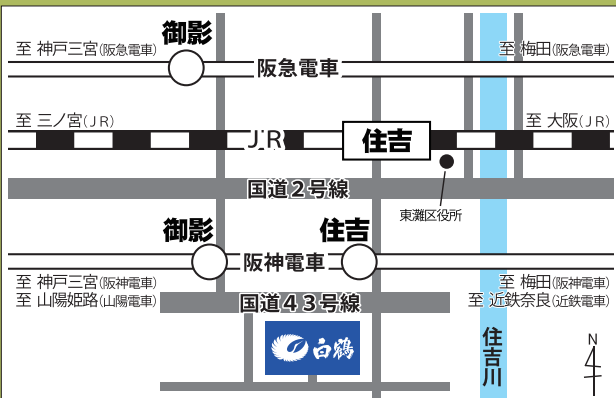 御影
至 神戸三宮(阪急電車)
至 梅田(阪急電車)
阪急電車
至 三ノ宮(JR)
至 大阪(JR)
JR
住吉
国道2号線
東灘区役所
御影
住吉
阪神電車
至 神戸三宮(阪神電車)
至 山陽姫路(山陽電車)
至 梅田(阪神電車)
至 近鉄奈良(近鉄電車)
国道43号線
白鶴
住吉川
N